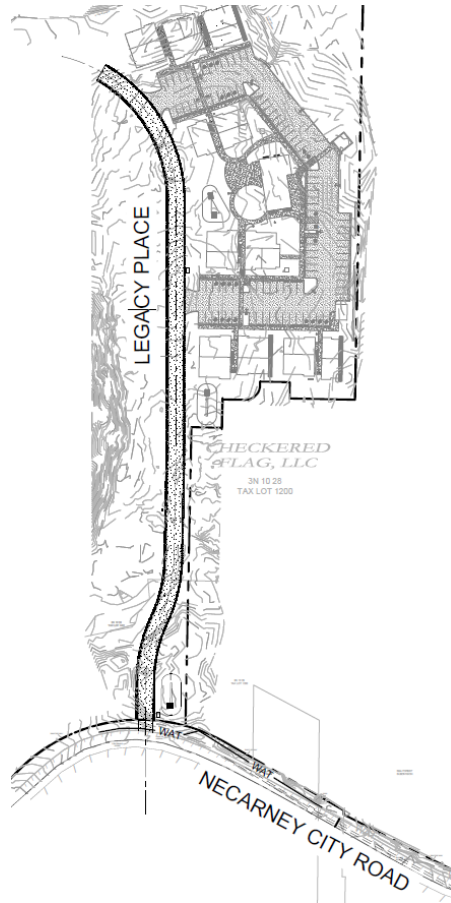 LEGACY PLACE
CHECKERED
FLAG, LLC
3N 10 28
TAX LOT 1200
WAT
WAT
NECARNEY CITY ROAD